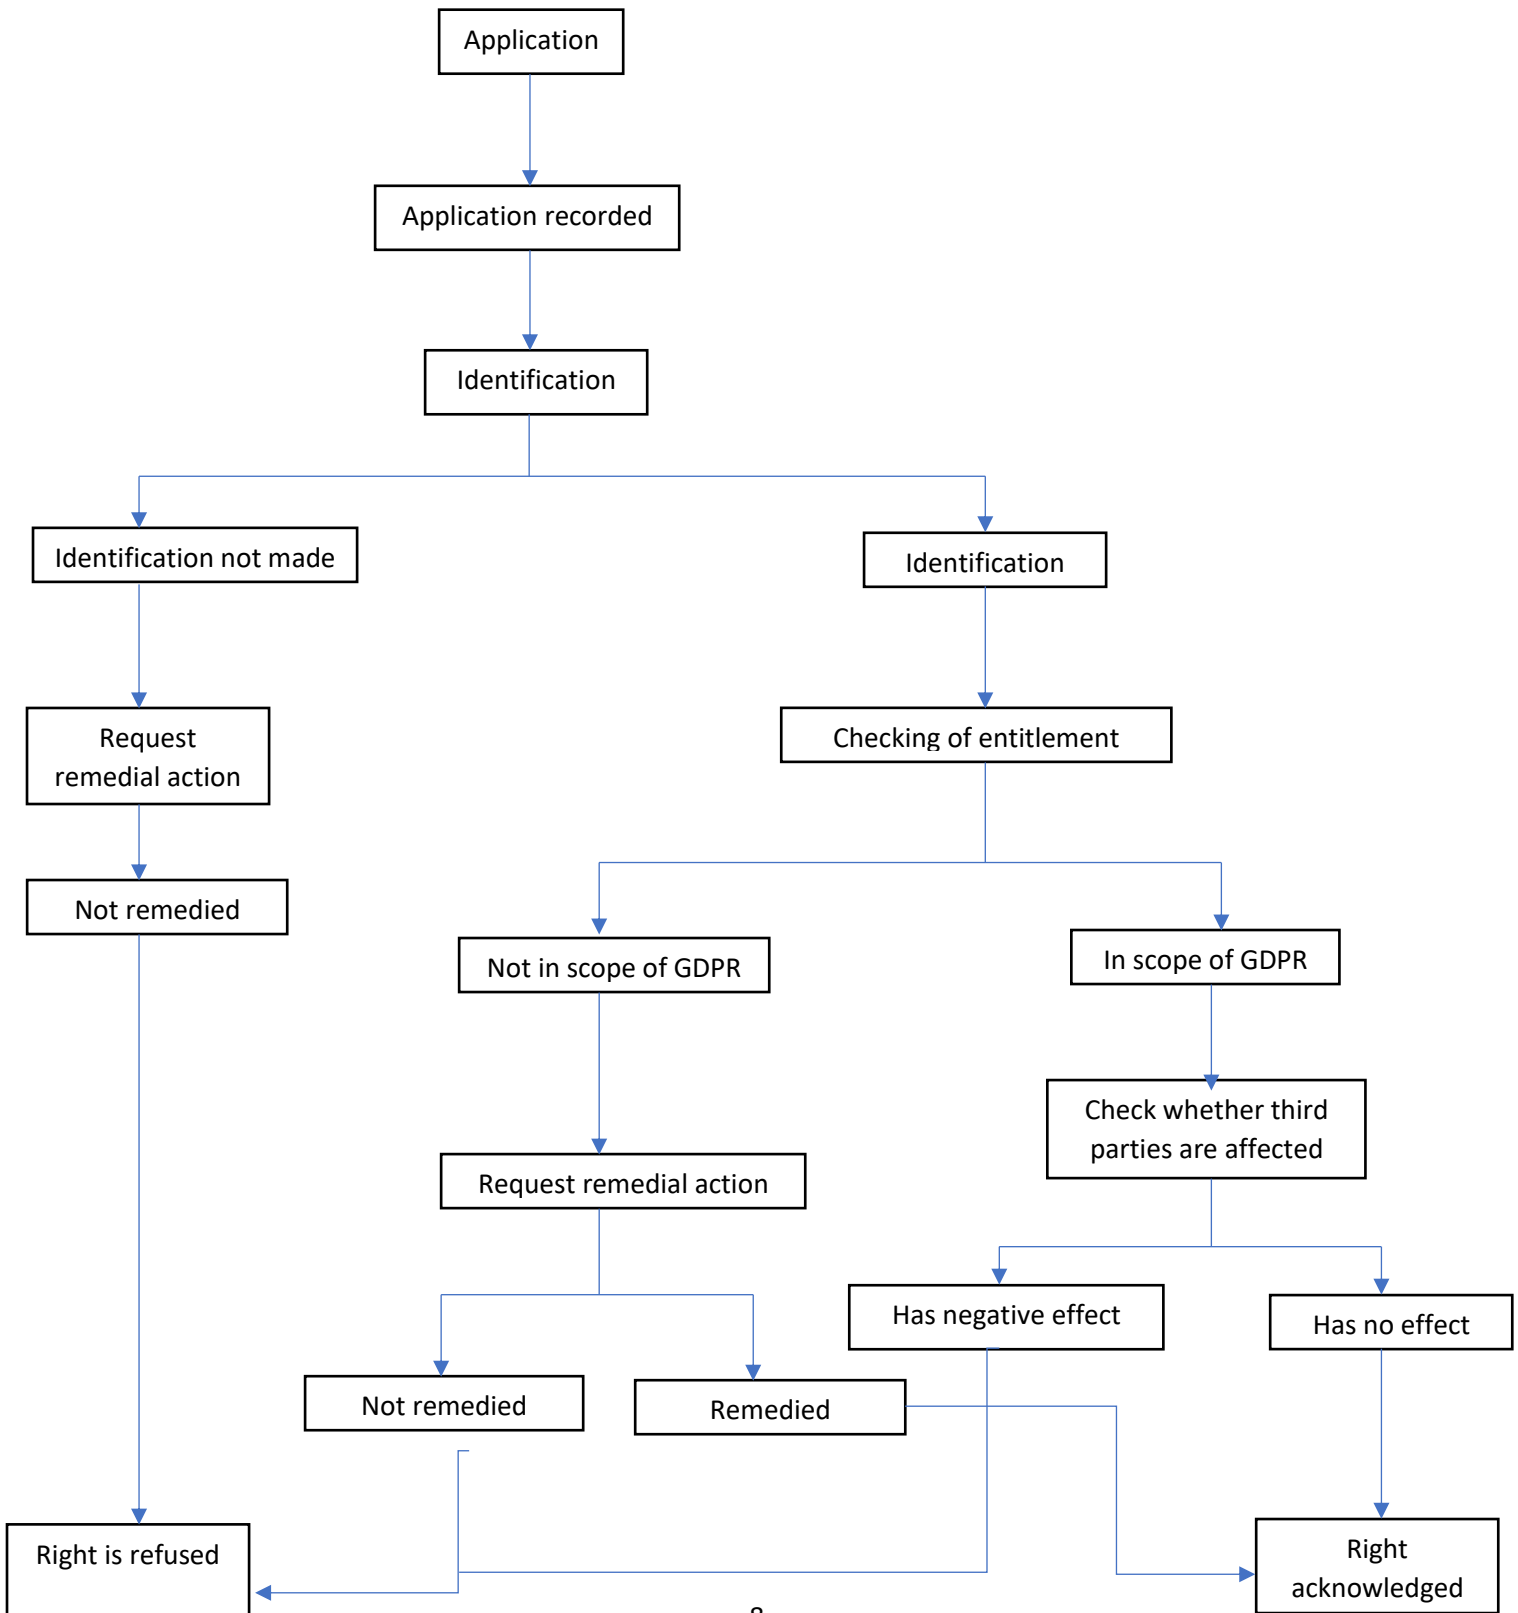 Application
Application recorded
Identification
Identification not made
Identification
Request
remedial action
Checking of entitlement
Not remedied
Not in scope of GDPR
In scope of GDPR
Check whether third
parties are affected
Request remedial action
Has negative effect
Has no effect
Not remedied
Remedied
Right is refused
Right
acknowledged
8